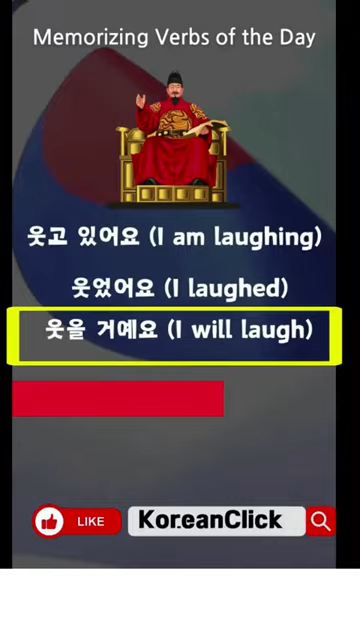 Memorizing Verbs of the Day
웃고 있어요 (I am laughing)
웃었어요 (I laughed)
웃을 거예요 (I will laugh)
LIKE
KoreanClick